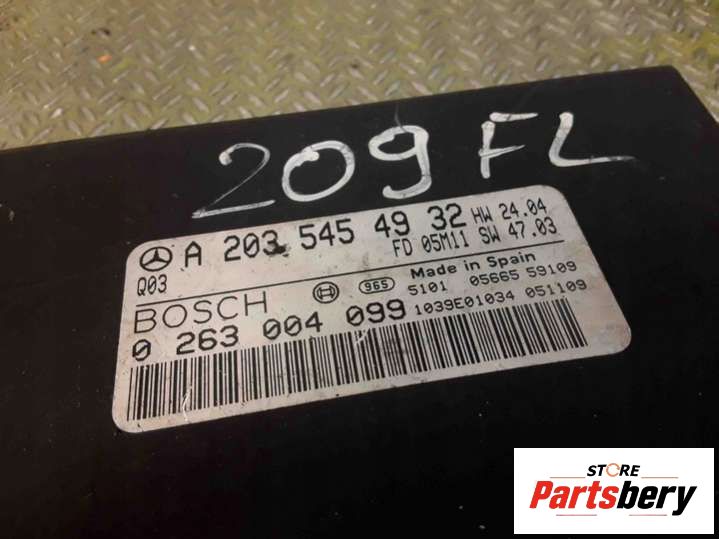 209 FL
A 203 545 49 32 HW 24.04
Q03 FD 05M11 SW 47.03
BOSCH 965 Made in Spain
5101 05665 59109
0 263 004 099 1039E01034 051109
STORE
Partsbery